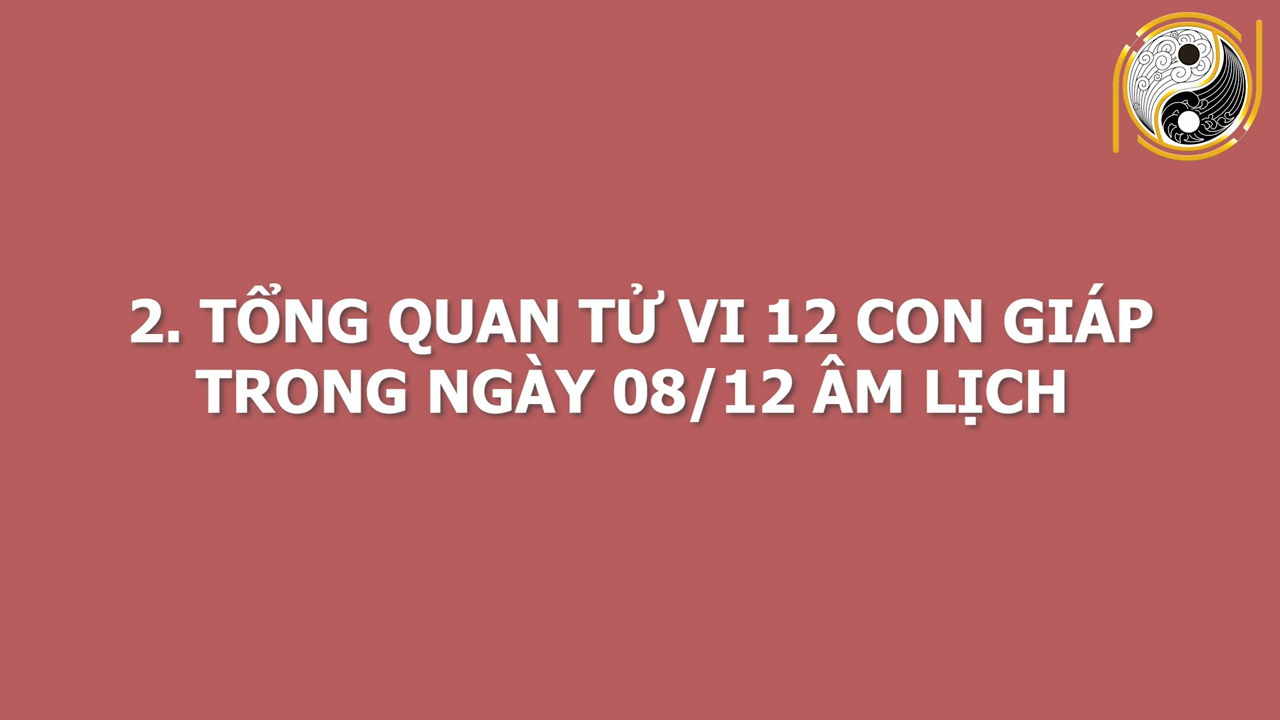 2. TỔNG QUAN TỬ VI 12 CON GIÁP
TRONG NGÀY 08/12 ÂM LỊCH